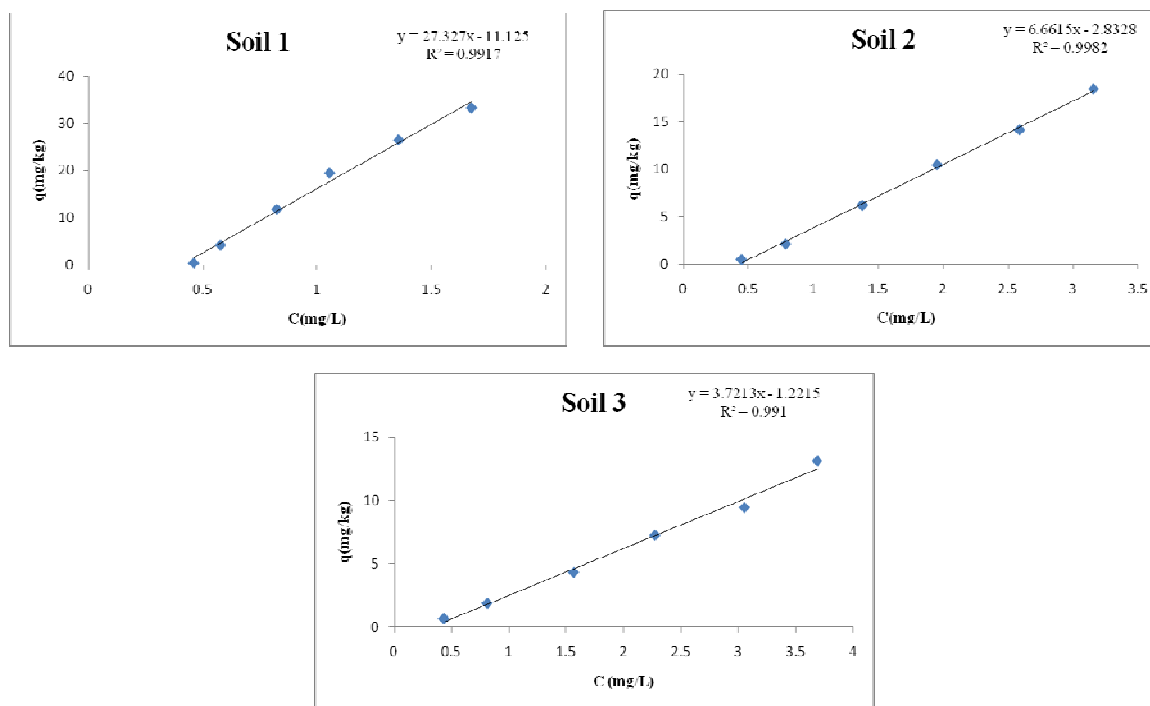 Soil 1
y = 27.327x - 11.125
R² = 0.9917
40
30
20
10
0
q(mg/kg)
0
0.5
1
1.5
2
C(mg/L)
Soil 2
y = 6.6615x - 2.8328
R² = 0.9982
20
15
10
5
0
q(mg/kg)
0
0.5
1
1.5
2
2.5
3
3.5
C(mg/L)
Soil 3
y = 3.7213x - 1.2215
R² = 0.991
15
10
5
0
q(mg/kg)
0
0.5
1
1.5
2
2.5
3
3.5
4
C (mg/L)